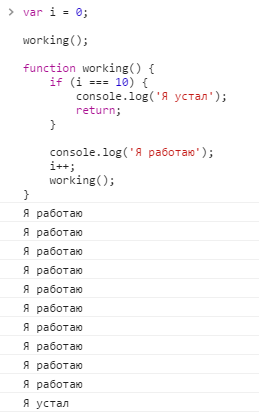 > var i = 0;
working();
function working() {
if (i === 10) {
console.log('Я устал');
return;
}
console.log('Я работаю');
i++;
working();
}
Я работаю
Я работаю
Я работаю
Я работаю
Я работаю
Я работаю
Я работаю
Я работаю
Я работаю
Я работаю
Я устал